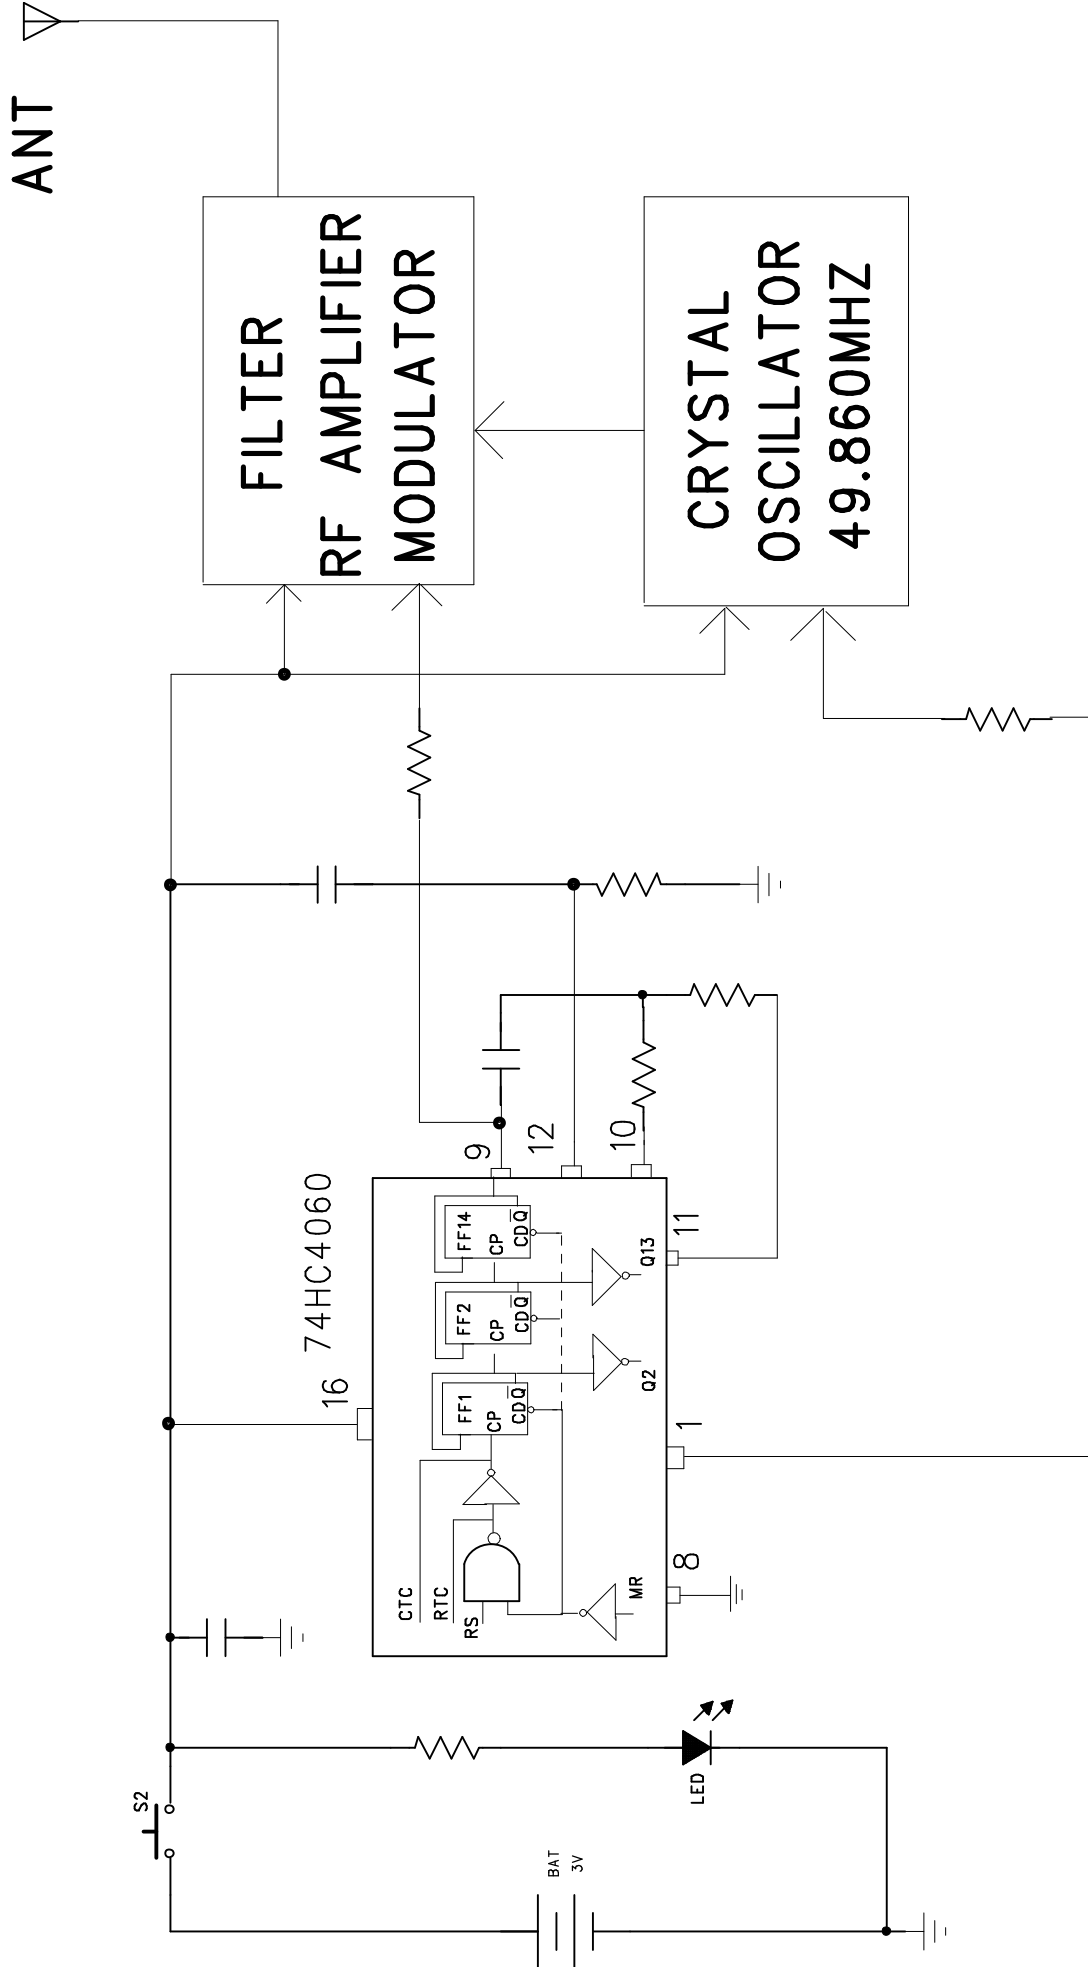 ANT
FILTER
RF AMPLIFIER
MODULATOR
CRYSTAL
OSCILLATOR
49.860MHZ
74HC4060
16
9
12
10
11
1
8
FF14
CP
CD
Q
FF2
CP
CD
Q
FF1
CP
CD
Q
Q13
Q2
CTC
RTC
RS
MR
S2
LED
BAT
3V